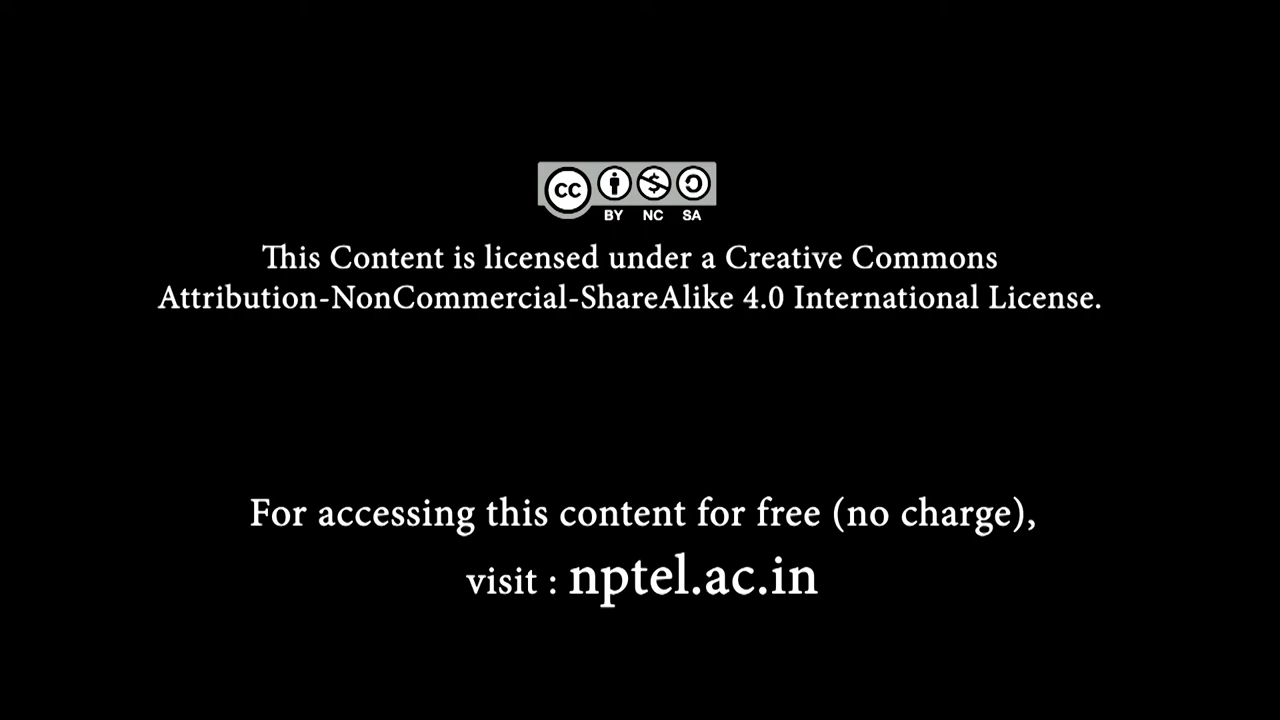 cc BY NC SA
This Content is licensed under a Creative Commons
Attribution-NonCommercial-ShareAlike 4.0 International License.
For accessing this content for free (no charge),
visit : nptel.ac.in